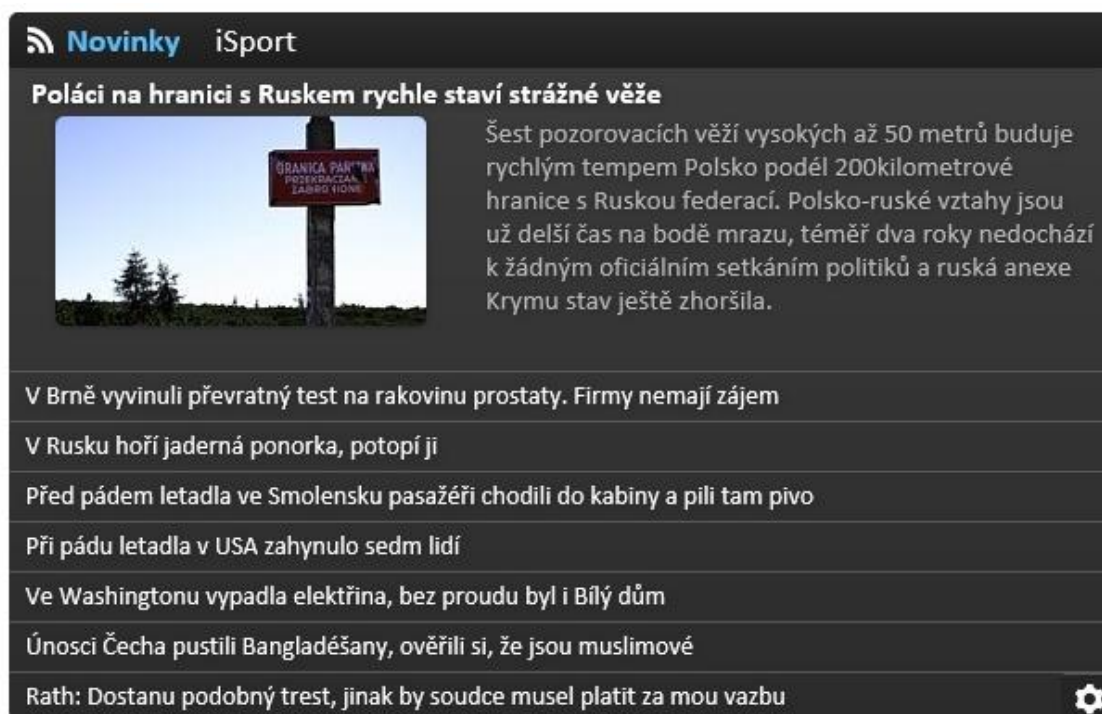 Novinky iSport
Poláci na hranici s Ruskem rychle staví strážné věže
GRANICA PAŃSTWA
PRZEKRACZANIE
ZABRONIONE
Šest pozorovacích věží vysokých až 50 metrů buduje
rychlým tempem Polsko podél 200kilometrové
hranice s Ruskou federací. Polsko-ruské vztahy jsou
už delší čas na bodě mrazu, téměř dva roky nedochází
k žádným oficiálním setkáním politiků a ruská anexe
Krymu stav ještě zhoršila.
V Brně vyvinuli převratný test na rakovinu prostaty. Firmy nemají zájem
V Rusku hoří jaderná ponorka, potopí ji
Před pádem letadla ve Smolensku pasažéři chodili do kabiny a pili tam pivo
Při pádu letadla v USA zahynulo sedm lidí
Ve Washingtonu vypadla elektřina, bez proudu byl i Bílý dům
Únosci Čecha pustili Bangladéšany, ověřili si, že jsou muslimové
Rath: Dostanu podobný trest, jinak by soudce musel platit za mou vazbu